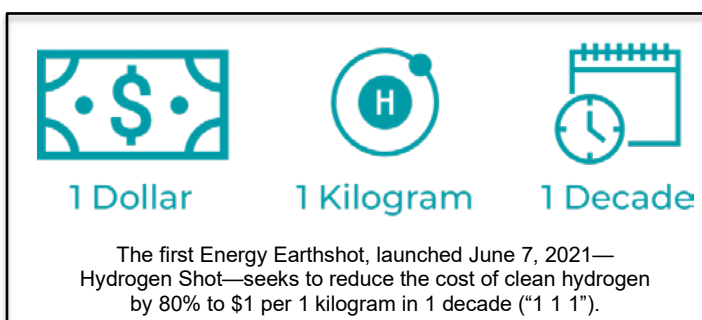 $
H
1 Dollar
1 Kilogram
1 Decade
The first Energy Earthshot, launched June 7, 2021—
Hydrogen Shot—seeks to reduce the cost of clean hydrogen
by 80% to $1 per 1 kilogram in 1 decade (“1 1 1”).